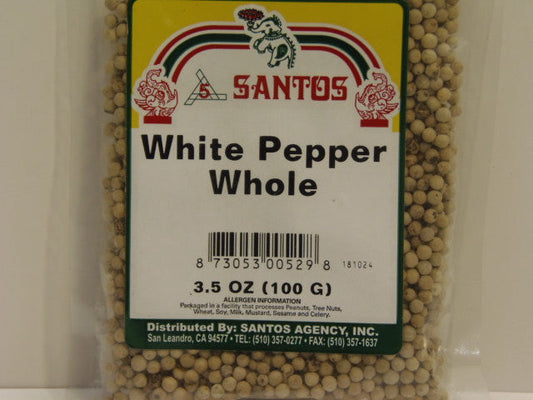 5 SANTOS
White Pepper
Whole
8 73053 00529 8 181024
3.5 OZ (100 G)
ALLERGEN INFORMATION
Packaged in a facility that processes Peanuts, Tree Nuts,
Wheat, Soy, Milk, Mustard, Sesame and Celery.
Distributed By: SANTOS AGENCY, INC.
San Leandro, CA 94577 • TEL: (510) 357-0277 • FAX: (510) 357-1637